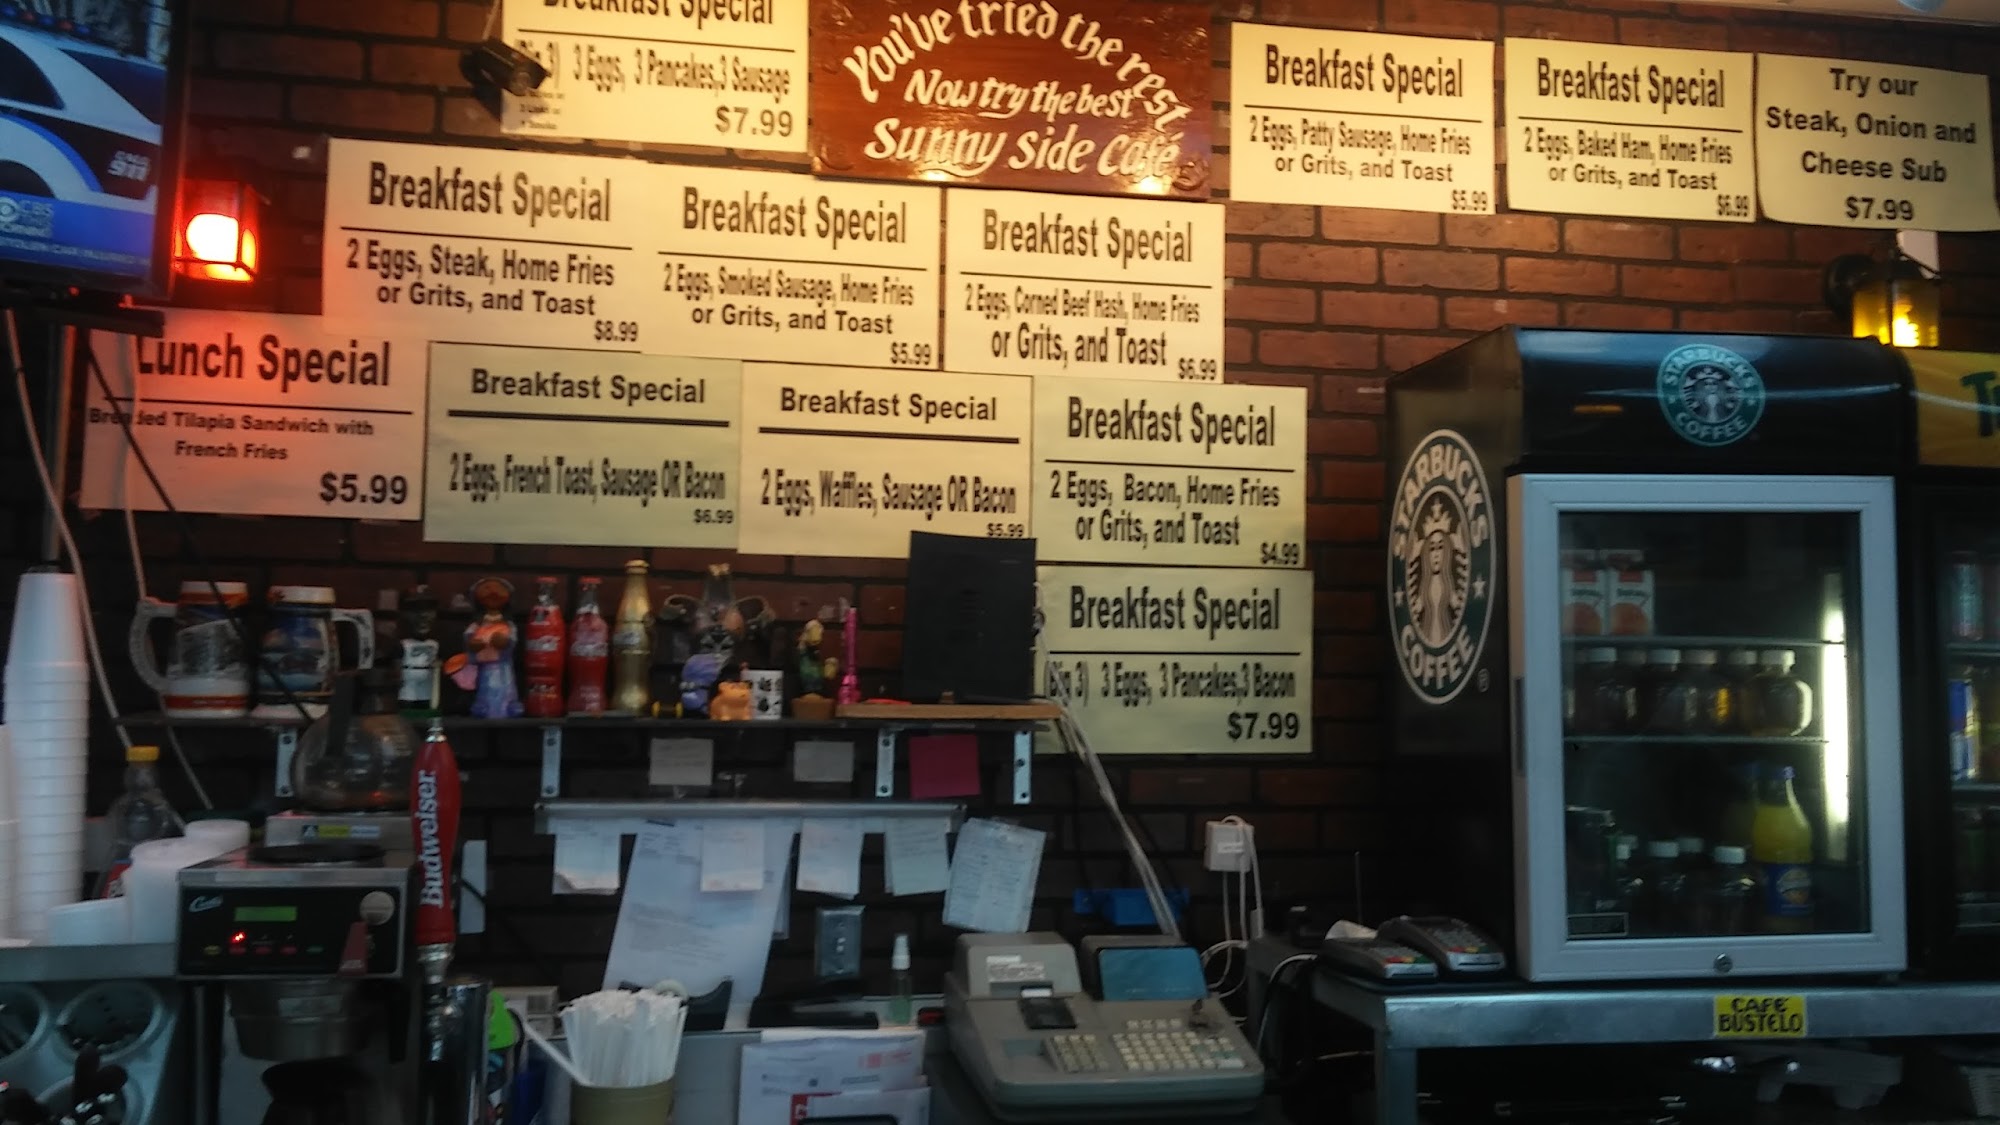 Breakfast Special
3 Eggs, 3 Pancakes,3 Sausage
$7.99
You've tried the rest,
Now try the best
Sunny Side Café
Breakfast Special
2 Eggs, Patty Sausage, Home Fries
or Grits, and Toast
$5.99
Breakfast Special
2 Eggs, Baked Ham, Home Fries
or Grits, and Toast
$6.99
Try our
Steak, Onion and
Cheese Sub
$7.99
Breakfast Special
2 Eggs, Steak, Home Fries
or Grits, and Toast
$8.99
Breakfast Special
2 Eggs, Smoked Sausage, Home Fries
or Grits, and Toast
$5.99
Breakfast Special
2 Eggs, Corned Beef Hash, Home Fries
or Grits, and Toast
$6.99
Lunch Special
Breaded Tilapia Sandwich with
French Fries
$5.99
Breakfast Special
2 Eggs, French Toast, Sausage OR Bacon
$6.99
Breakfast Special
2 Eggs, Waffles, Sausage OR Bacon
$5.99
Breakfast Special
2 Eggs, Bacon, Home Fries
or Grits, and Toast
$4.99
Breakfast Special
(Big 3) 3 Eggs, 3 Pancakes,3 Bacon
$7.99
CBS
STARBUCKS
COFFEE
STARBUCKS
COFFEE
Budweiser
Curtis
CAFÉ
BUSTELO